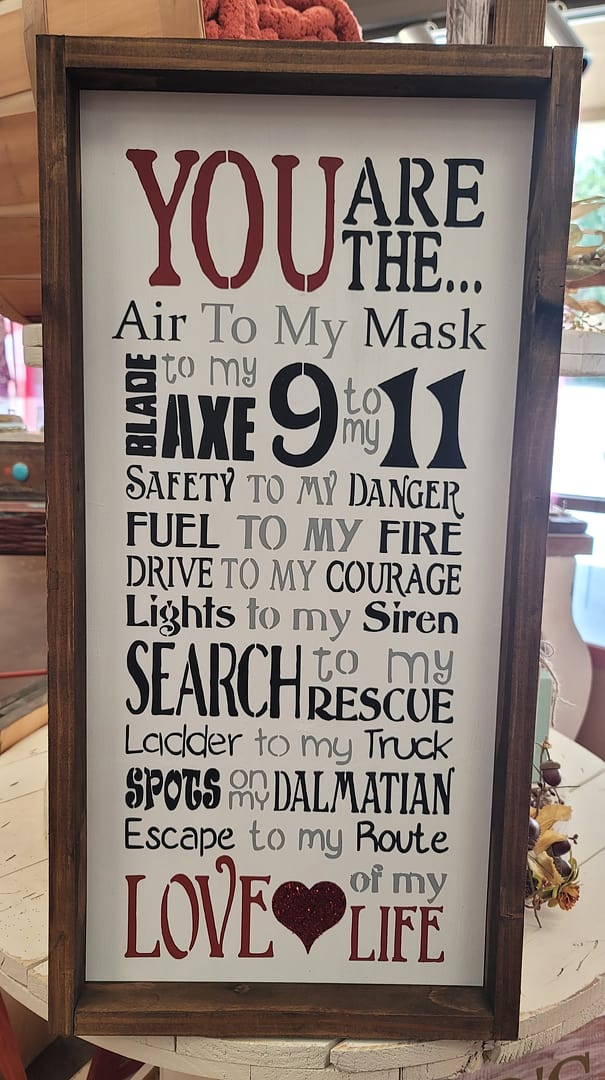 YOU ARE
THE...
Air To My Mask
BLADE to my AXE 9 to my 11
SAFETY TO MY DANGER
FUEL TO MY FIRE
DRIVE TO MY COURAGE
Lights to my Siren
SEARCH to my RESCUE
Ladder to my Truck
SPOTS on my DALMATIAN
Escape to my Route
LOVE of my LIFE